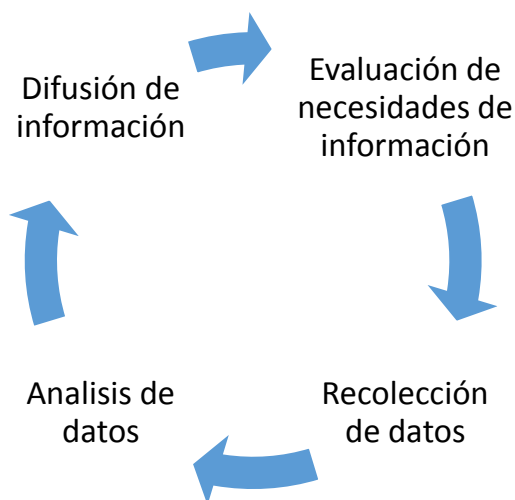 Difusión de
información
Evaluación de
necesidades de
información
Recolección
de datos
Analisis de
datos